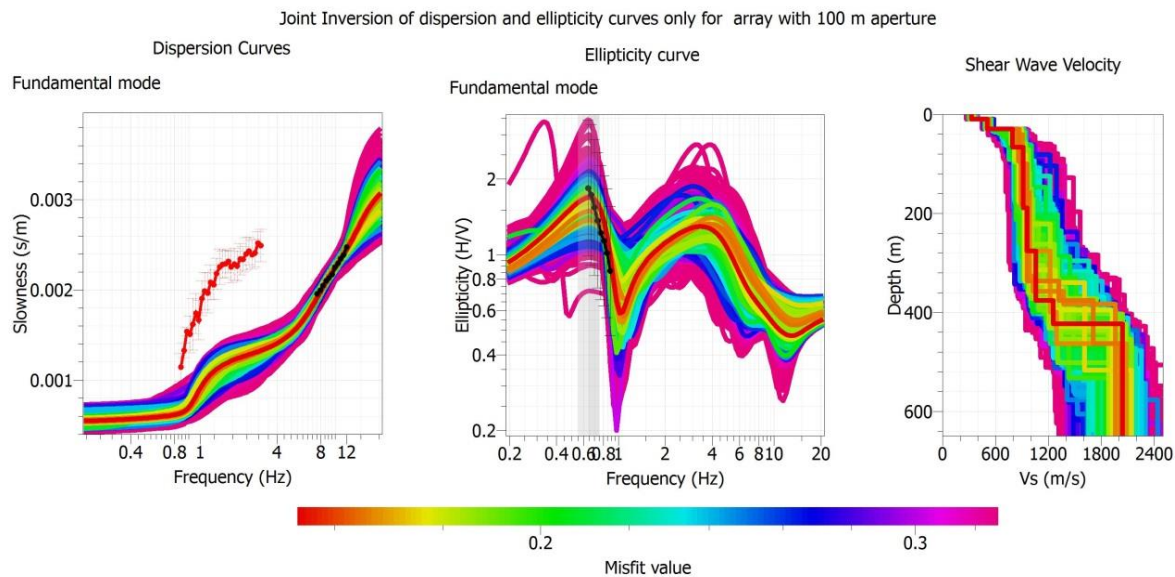 Joint Inversion of dispersion and ellipticity curves only for array with 100 m aperture
Dispersion Curves
Fundamental mode
Slowness (s/m)
0.003
0.002
0.001
0.4 0.8 1 4 8 12
Frequency (Hz)
Ellipticity curve
Fundamental mode
Ellipticity (H/V)
2
1
0.8
0.6
0.4
0.2
0.2 0.4 0.6 0.81 2 4 6 810 20
Frequency (Hz)
Shear Wave Velocity
Depth (m)
0
200
400
600
0 600 1200 1800 2400
Vs (m/s)
0.2 0.3
Misfit value